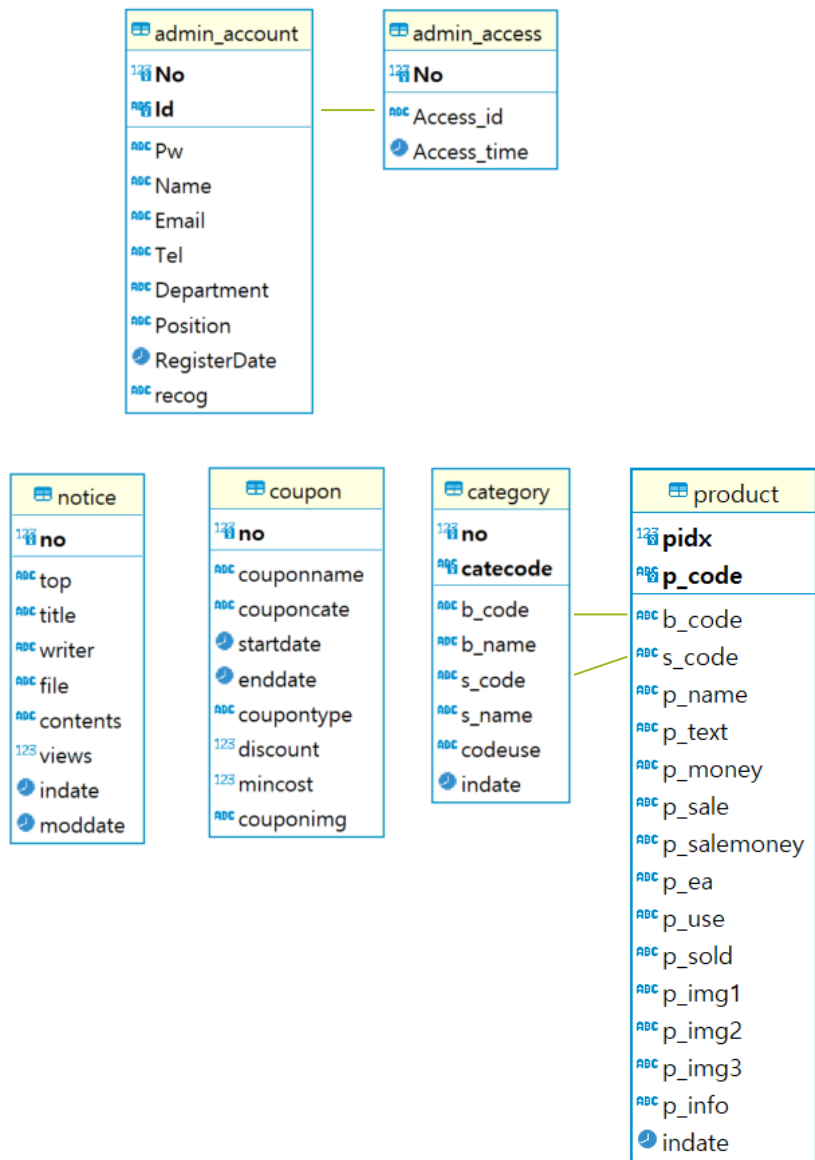 admin_account
No
Id
Pw
Name
Email
Tel
Department
Position
RegisterDate
recog
admin_access
No
Access_id
Access_time
notice
no
top
title
writer
file
contents
views
indate
moddate
coupon
no
couponname
couponcate
startdate
enddate
coupontype
discount
mincost
couponimg
category
no
catecode
b_code
b_name
s_code
s_name
codeuse
indate
product
pidx
p_code
b_code
s_code
p_name
p_text
p_money
p_sale
p_salemoney
p_ea
p_use
p_sold
p_img1
p_img2
p_img3
p_info
indate